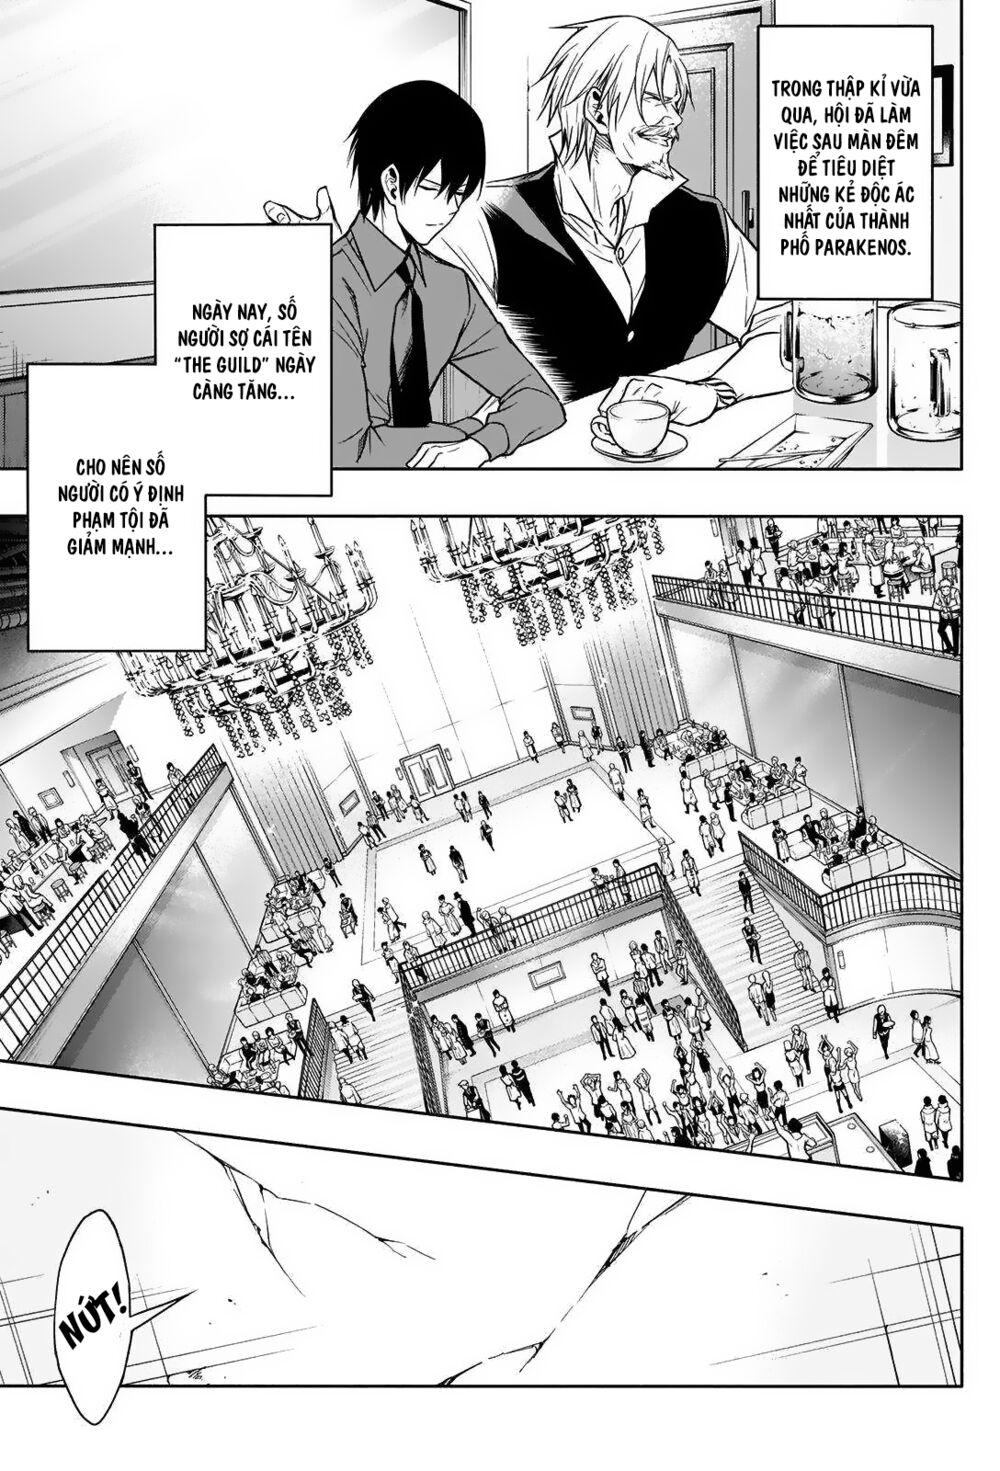 TRONG THẬP KỈ VỪA
QUA, HỘI ĐÃ LÀM
VIỆC SAU MÀN ĐÊM
ĐỂ TIÊU DIỆT
NHỮNG KẺ ĐỘC ÁC
NHẤT CỦA THÀNH
PHỐ PARAKENOS.
NGÀY NAY, SỐ
NGƯỜI SỢ CÁI TÊN
“THE GUILD” NGÀY
CÀNG TĂNG...
CHO NÊN SỐ
NGƯỜI CÓ Ý ĐỊNH
PHẠM TỘI ĐÃ
GIẢM MẠNH...
NỨT!